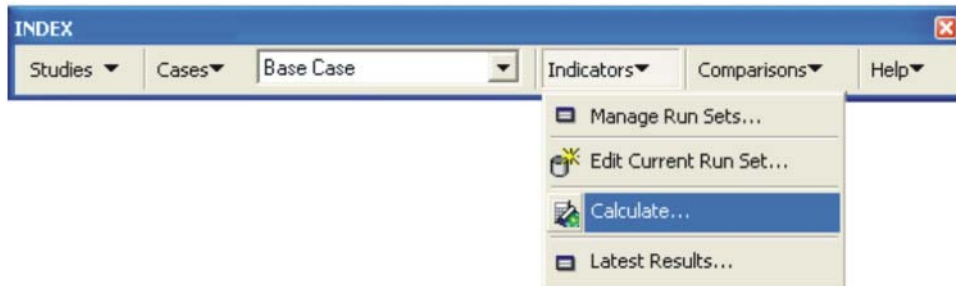 INDEX
Studies Cases Base Case Indicators Comparisons Help
Manage Run Sets...
Edit Current Run Set...
Calculate...
Latest Results...